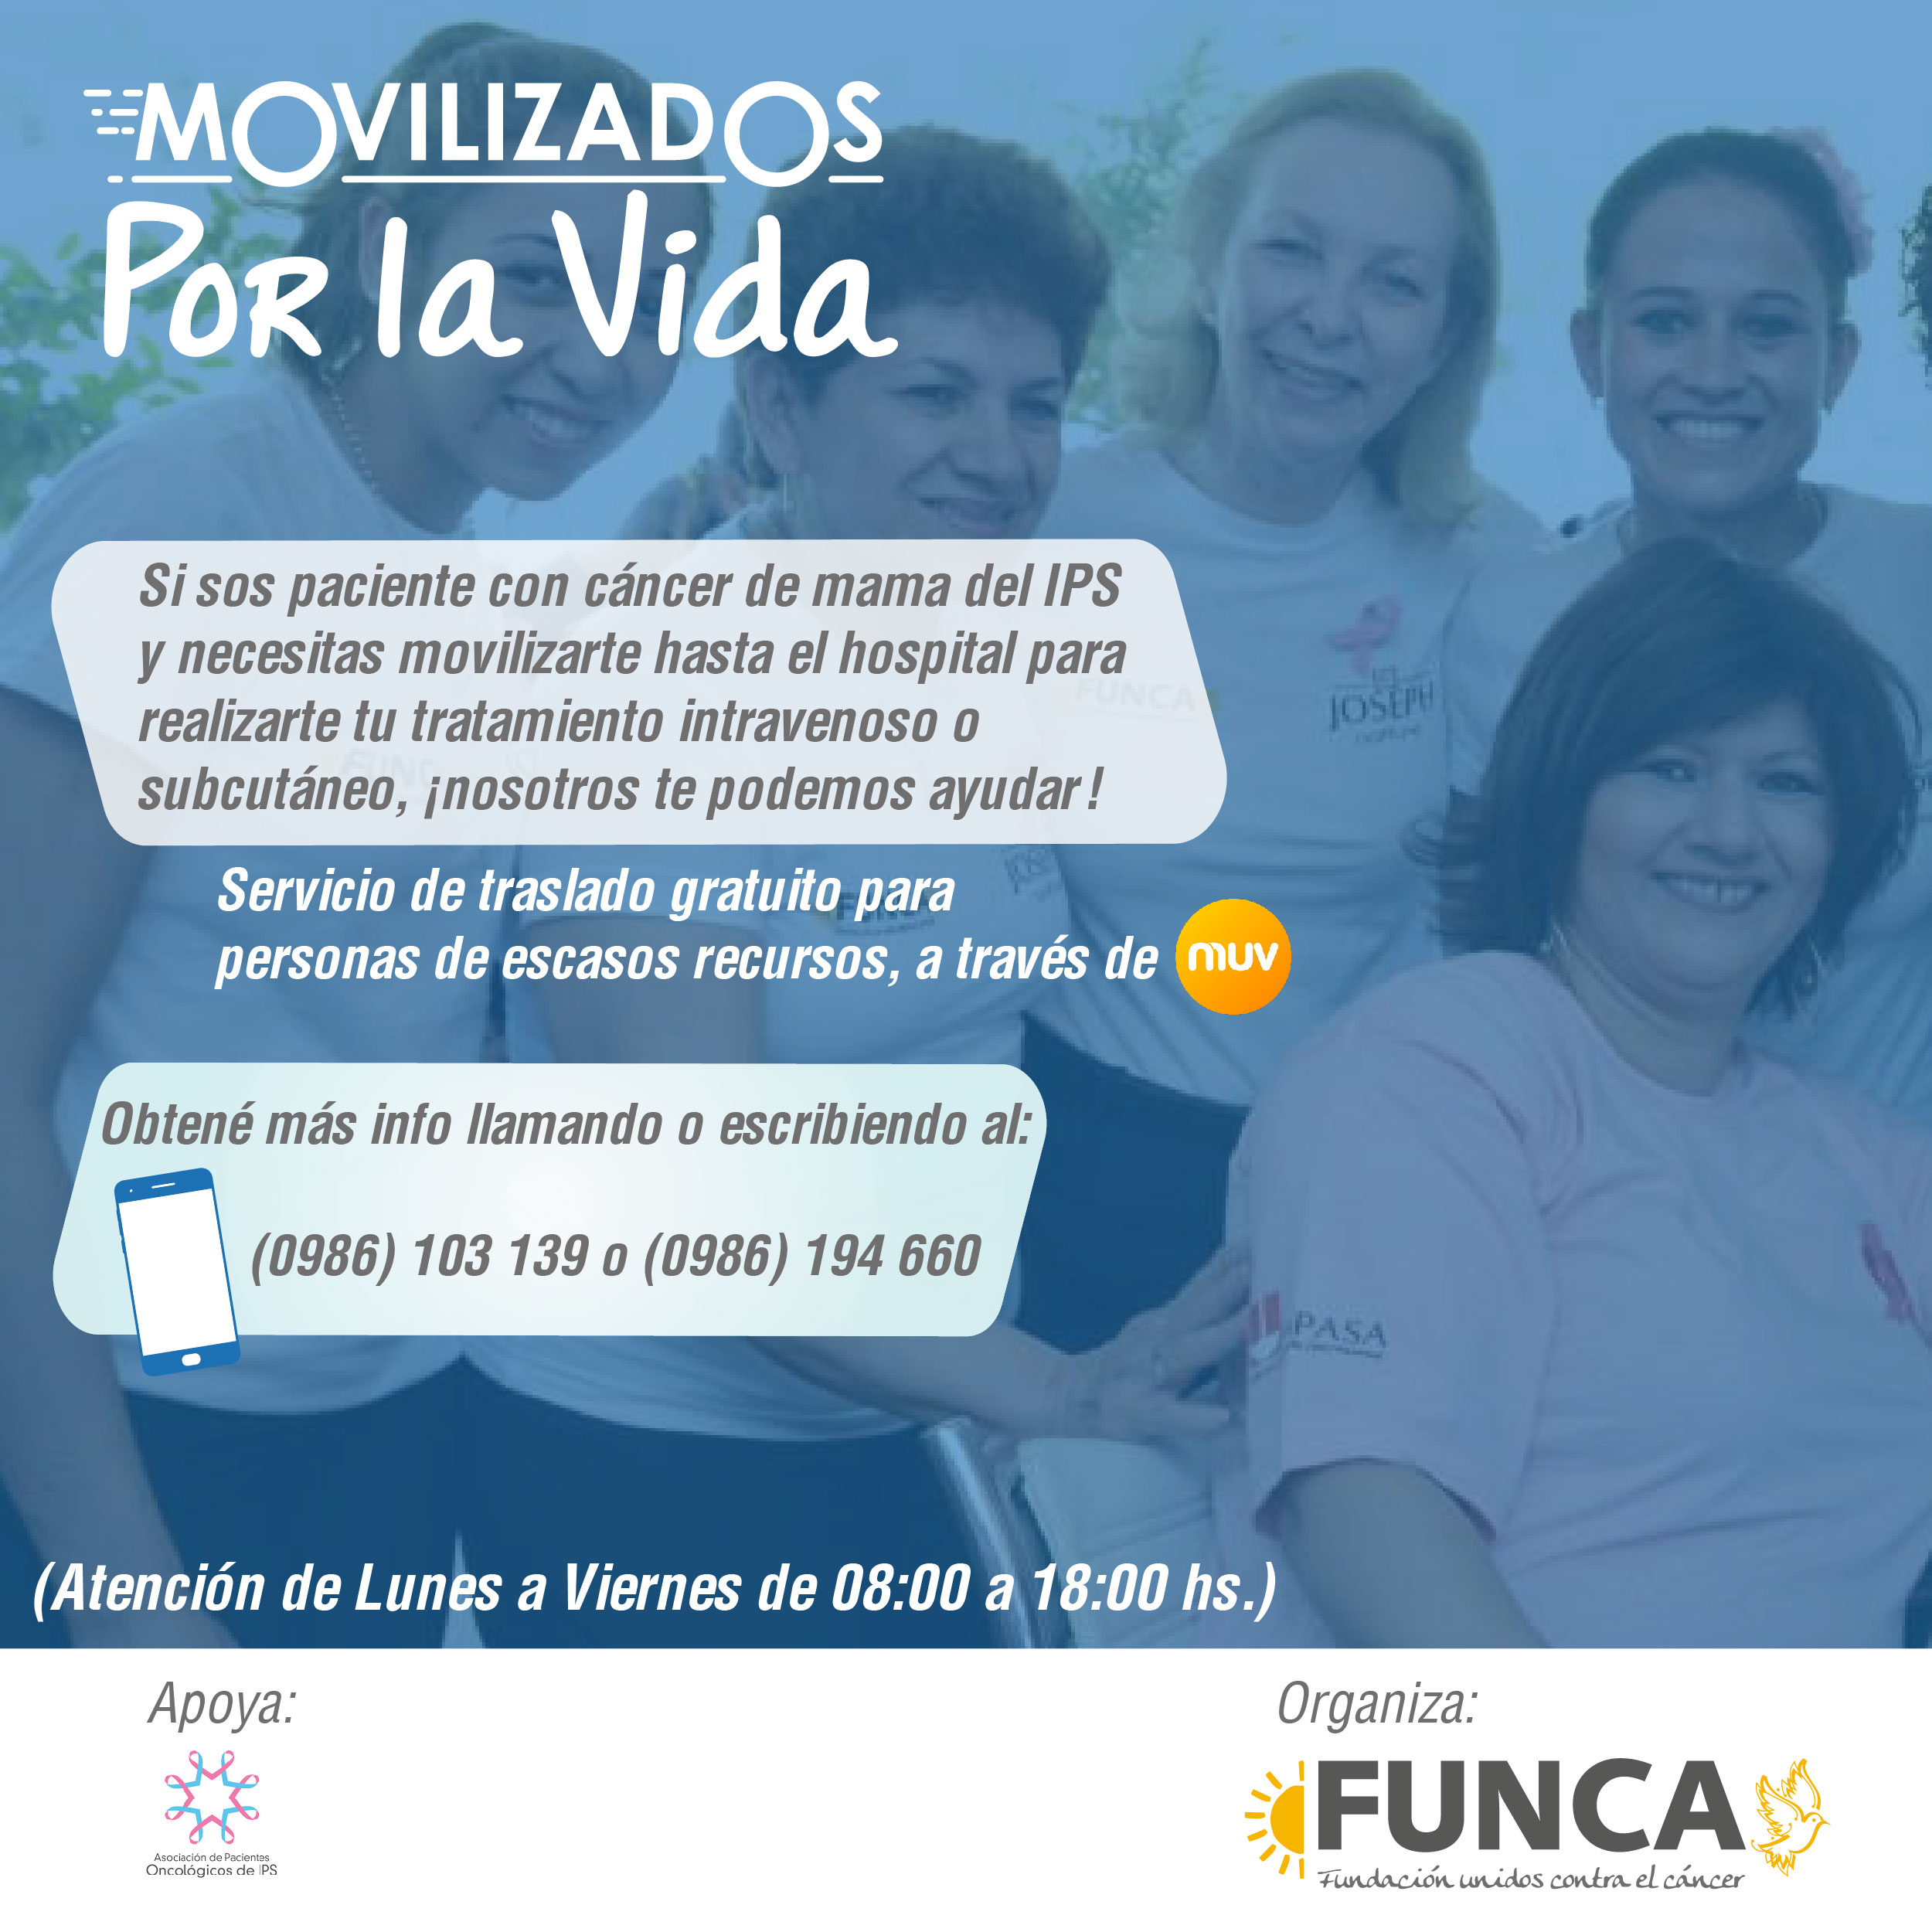 MOVILIZADOS
POR la Vida
Si sos paciente con cáncer de mama del IPS
y necesitas movilizarte hasta el hospital para
realizarte tu tratamiento intravenoso o
subcutáneo, ¡nosotros te podemos ayudar!
FUNCA
JOSEPH
FUNCA
Servicio de traslado gratuito para
personas de escasos recursos, a través de muv
Obtené más info llamando o escribiendo al:
(0986) 103 139 o (0986) 194 660
PASA
(Atención de Lunes a Viernes de 08:00 a 18:00 hs.)
Apoya:
Asociación de Pacientes
Oncológicos de IPS
Organiza:
FUNCA
Fundación unidos contra el cáncer